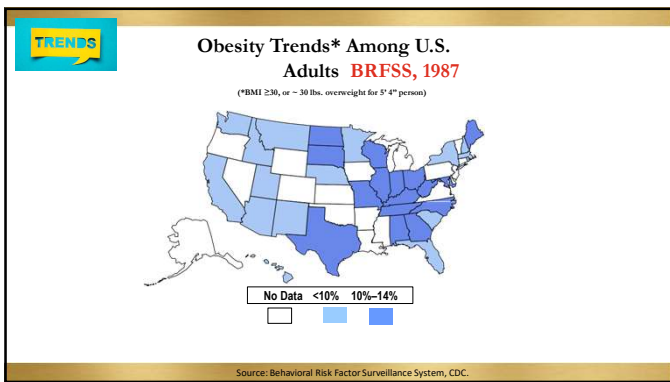 TRENDS
Obesity Trends* Among U.S.
Adults BRFSS, 1987
(*BMI ≥30, or ~ 30 lbs. overweight for 5' 4" person)
No Data <10% 10%–14%
Source: Behavioral Risk Factor Surveillance System, CDC.